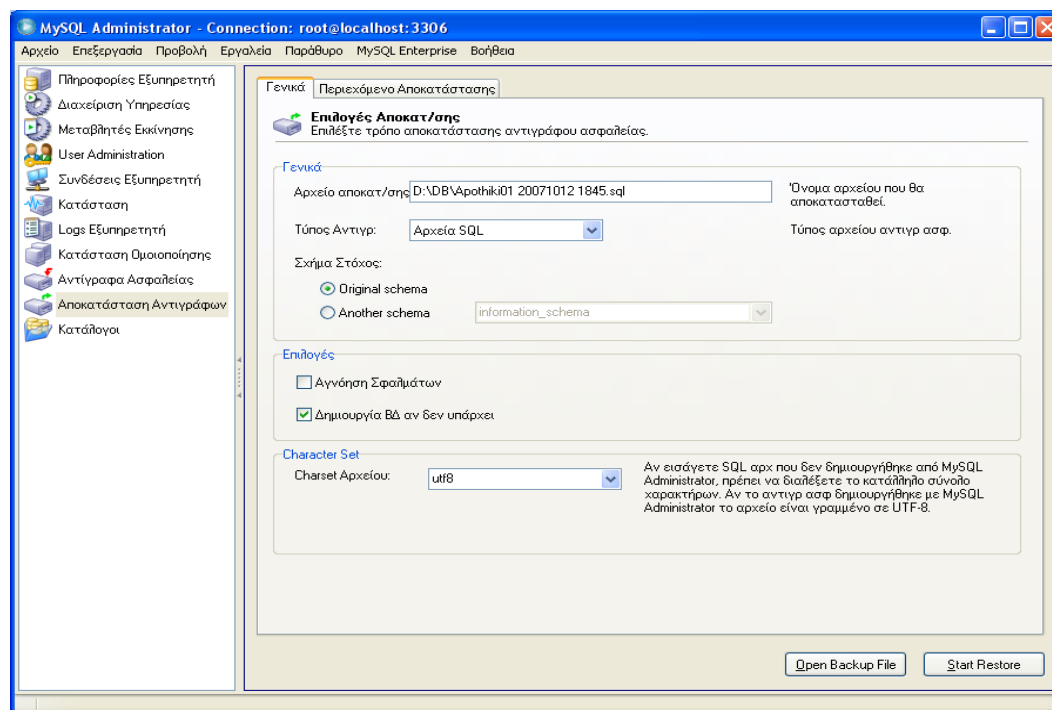 MySQL Administrator - Connection: root@localhost:3306
Αρχείο Επεξεργασία Προβολή Εργαλεία Παράθυρο MySQL Enterprise Βοήθεια
Πληροφορίες Εξυπηρετητή
Διαχείριση Υπηρεσίας
Μεταβλητές Εκκίνησης
User Administration
Συνδέσεις Εξυπηρετητή
Κατάσταση
Logs Εξυπηρετητή
Κατάσταση Ομοιοποίησης
Αντίγραφα Ασφαλείας
Αποκατάσταση Αντιγράφων
Κατάλογοι
Γενικά Περιεχόμενο Αποκατάστασης
Επιλογές Αποκατ/σης
Επιλέξτε τρόπο αποκατάστασης αντιγράφου ασφαλείας.
Γενικά
Αρχείο αποκατ/σης D:\DB\Apothiki01 20071012 1845.sql
Όνομα αρχείου που θα
αποκατασταθεί.
Τύπος Αντιγρ: Αρχεία SQL
Τύπος αρχείου αντιγρ ασφ.
Σχήμα Στόχος:
Original schema
Another schema information_schema
Επιλογές
Αγνόηση Σφαλμάτων
Δημιουργία ΒΔ αν δεν υπάρχει
Character Set
Charset Αρχείου: utf8
Αν εισάγετε SQL αρχ που δεν δημιουργήθηκε από MySQL
Administrator, πρέπει να διαλέξετε το κατάλληλο σύνολο
χαρακτήρων. Αν το αντιγρ ασφ δημιουργήθηκε με MySQL
Administrator το αρχείο είναι γραμμένο σε UTF-8.
Open Backup File Start Restore